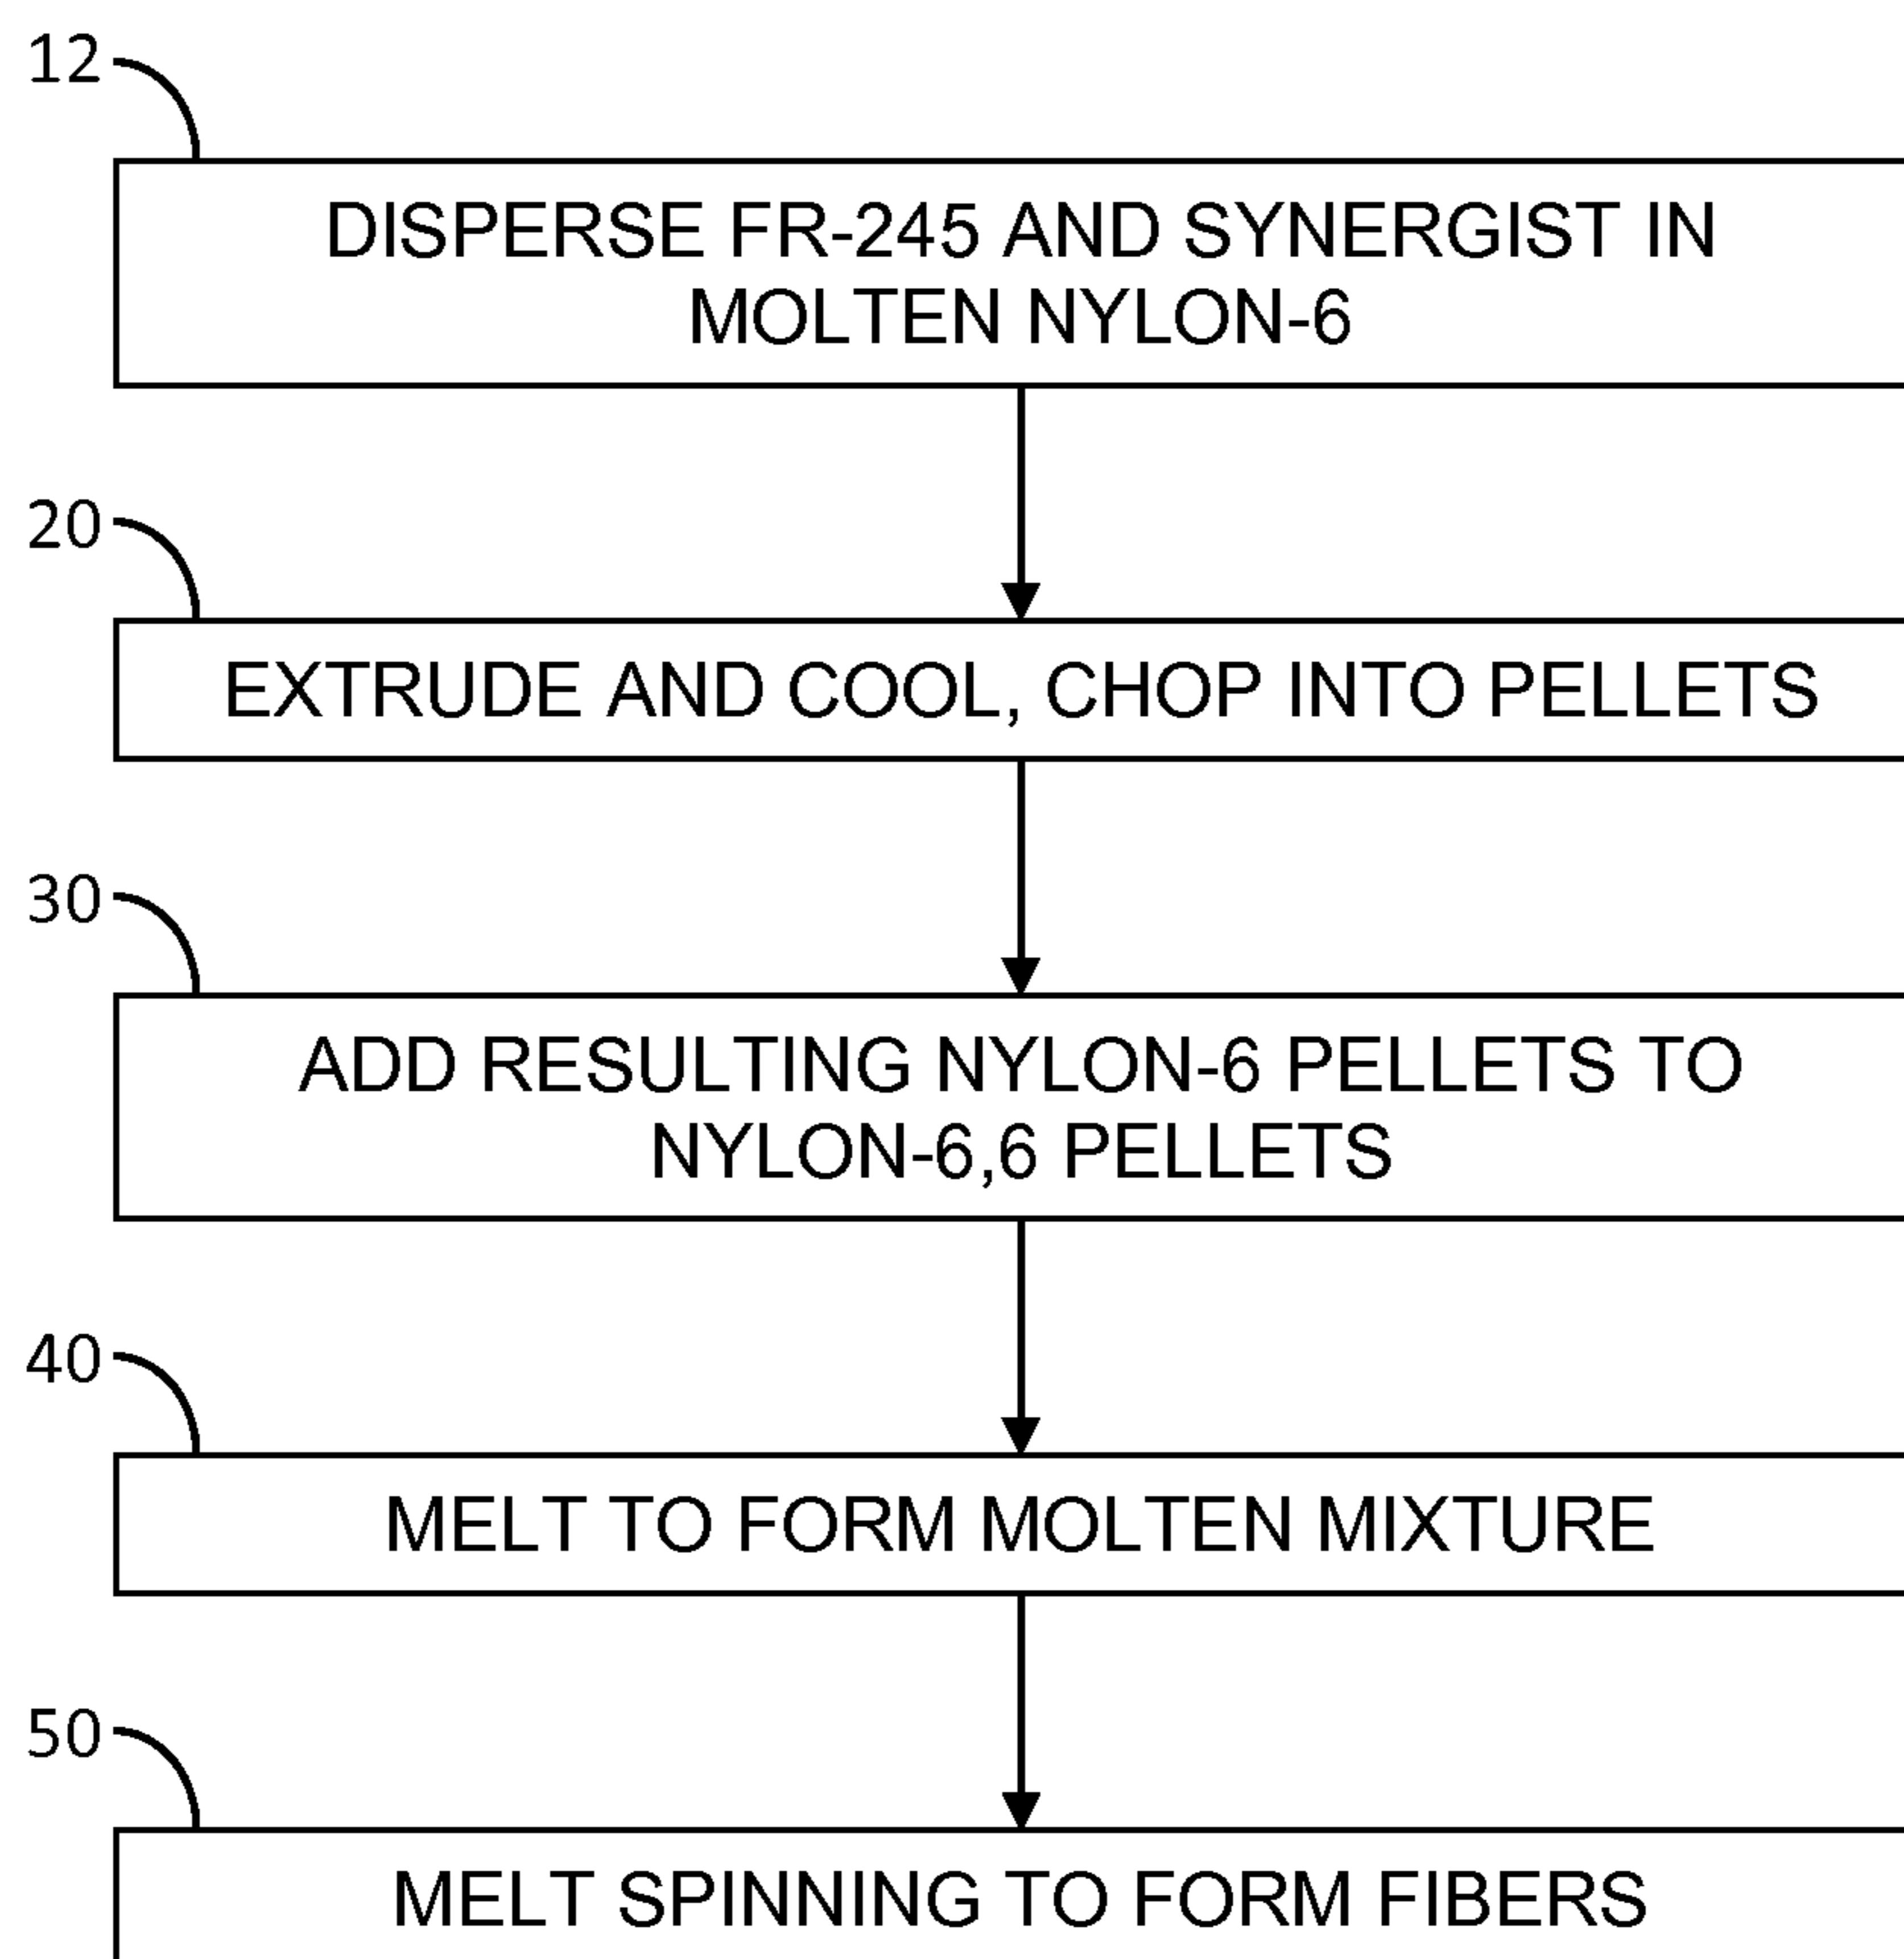 12
DISPERSE FR-245 AND SYNERGIST IN
MOLTEN NYLON-6
20
EXTRUDE AND COOL, CHOP INTO PELLETS
30
ADD RESULTING NYLON-6 PELLETS TO
NYLON-6,6 PELLETS
40
MELT TO FORM MOLTEN MIXTURE
50
MELT SPINNING TO FORM FIBERS